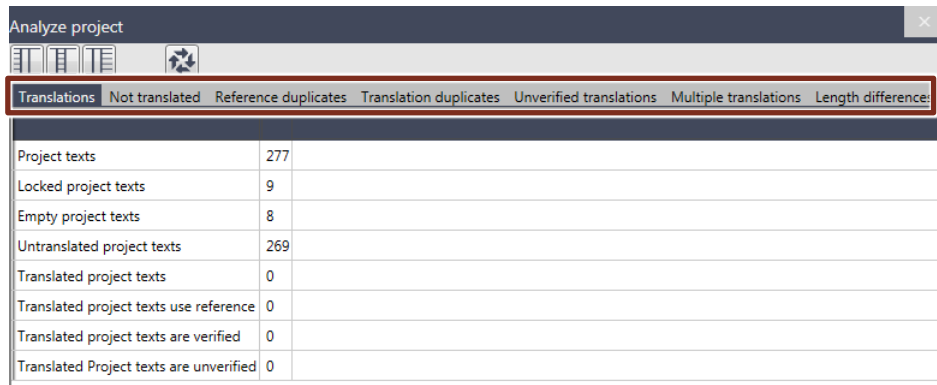 Analyze project
Translations Not translated Reference duplicates Translation duplicates Unverified translations Multiple translations Length differences
Project texts 277
Locked project texts 9
Empty project texts 8
Untranslated project texts 269
Translated project texts 0
Translated project texts use reference 0
Translated project texts are verified 0
Translated Project texts are unverified 0